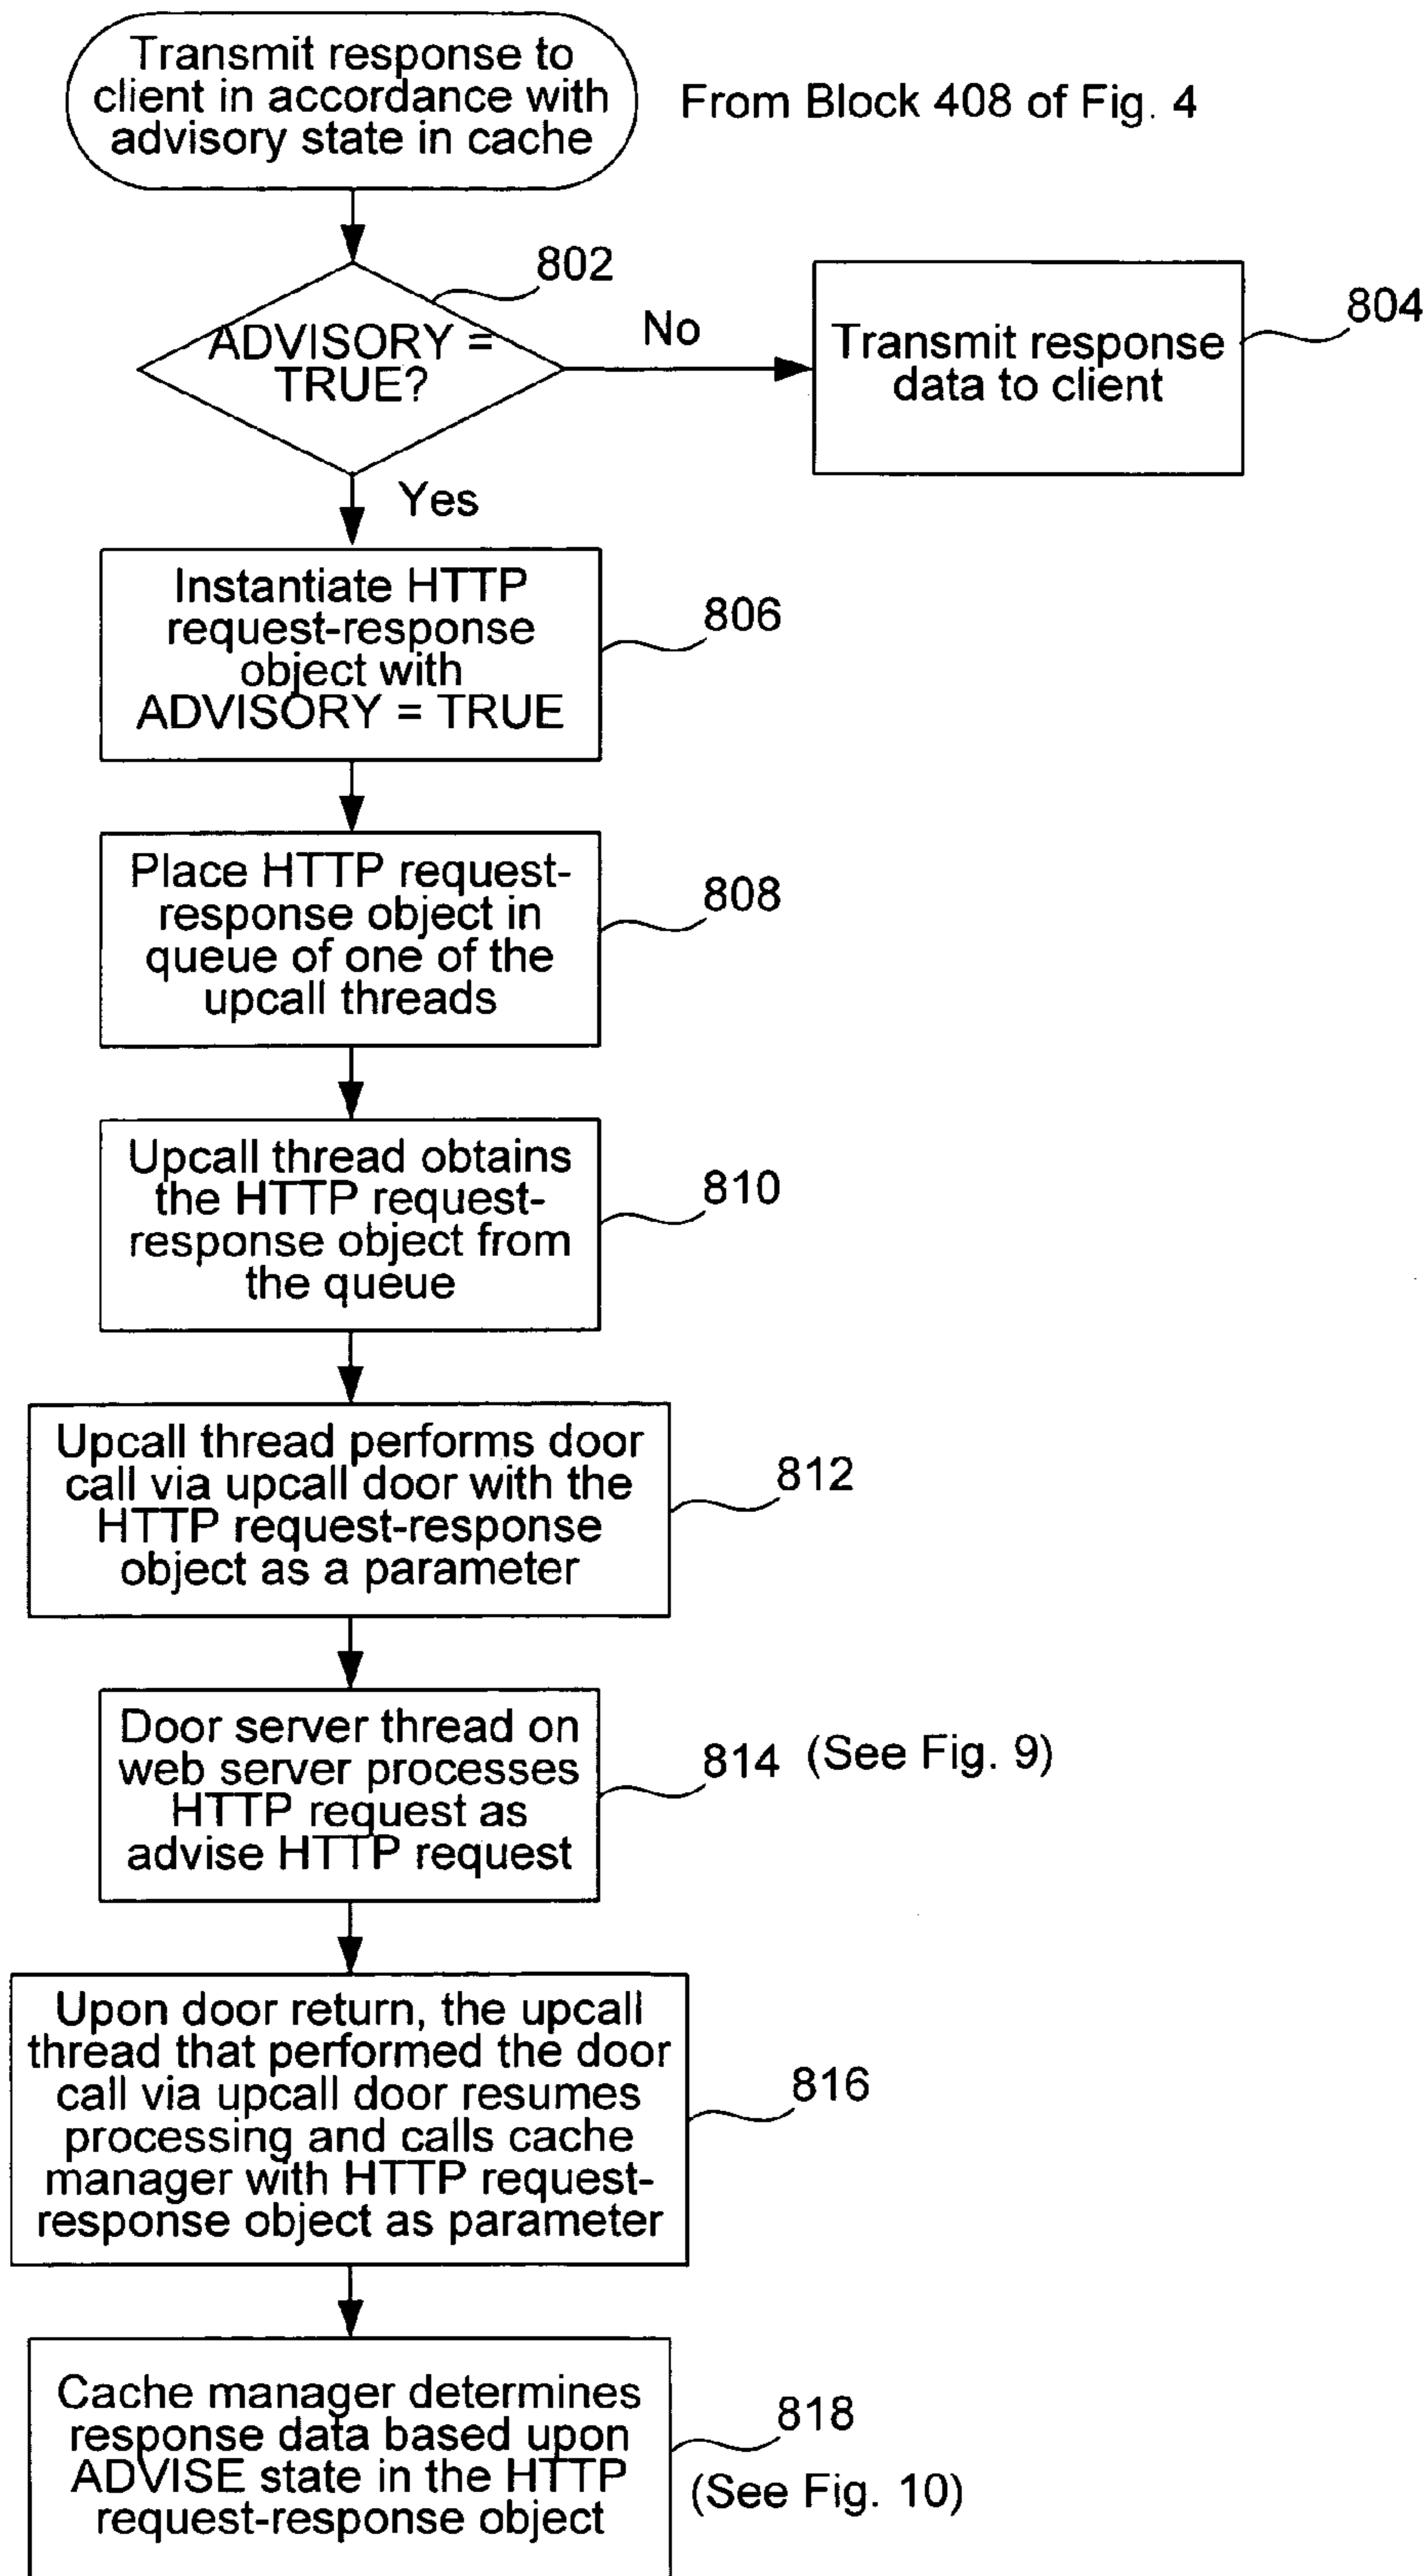 Transmit response to
client in accordance with
advisory state in cache
From Block 408 of Fig. 4
802
ADVISORY =
TRUE?
No
804
Transmit response
data to client
Yes
Instantiate HTTP
request-response
object with
ADVISORY = TRUE
806
Place HTTP request-
response object in
queue of one of the
upcall threads
808
Upcall thread obtains
the HTTP request-
response object from
the queue
810
Upcall thread performs door
call via upcall door with the
HTTP request-response
object as a parameter
812
Door server thread on
web server processes
HTTP request as
advise HTTP request
814 (See Fig. 9)
Upon door return, the upcall
thread that performed the door
call via upcall door resumes
processing and calls cache
manager with HTTP request-
response object as parameter
816
Cache manager determines
response data based upon
ADVISE state in the HTTP
request-response object
818
(See Fig. 10)